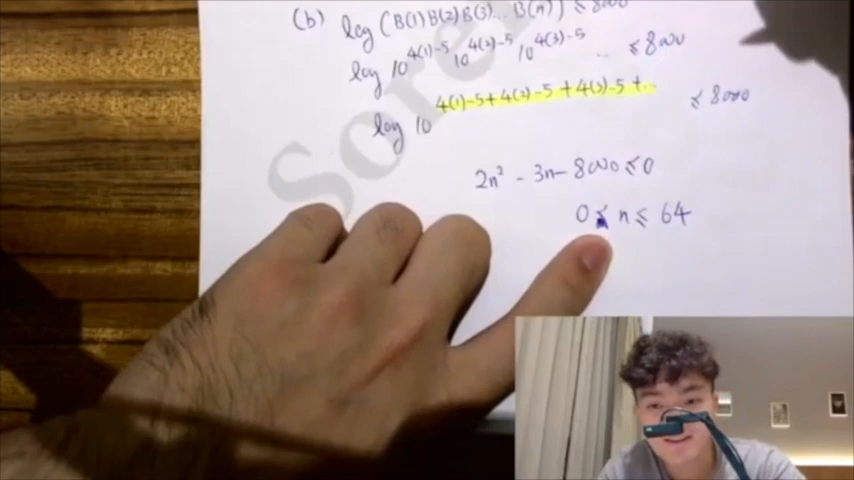 (b) log (B(1)B(2)B(3)... B(n)) ≤ 8000
log 10^{4(1)-5} 10^{4(2)-5} 10^{4(3)-5} ... ≤ 8000
log 10^{4(1)-5+4(2)-5+4(3)-5+...} ≤ 8000
2n² - 3n - 8000 ≤ 0
0 ≤ n ≤ 64